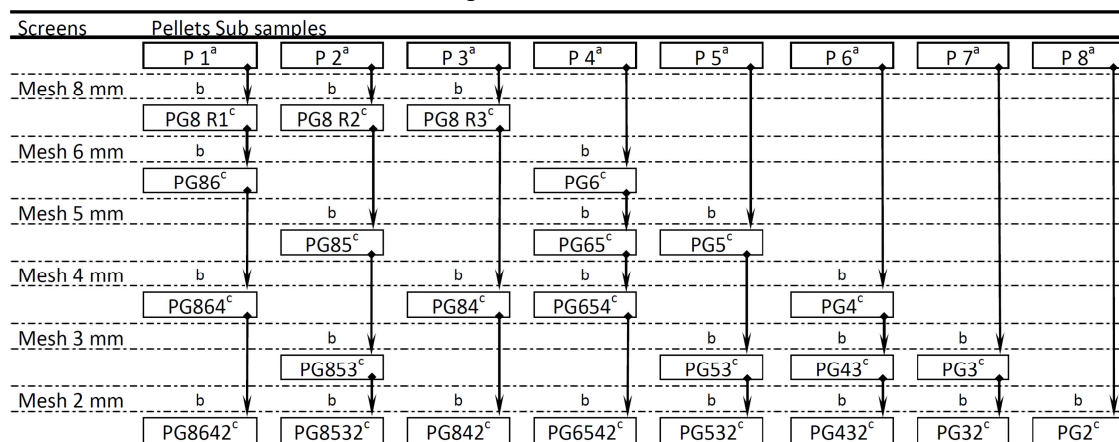 Screens Pellets Sub samples
P 1ᵃ P 2ᵃ P 3ᵃ P 4ᵃ P 5ᵃ P 6ᵃ P 7ᵃ P 8ᵃ
Mesh 8 mm b b b
PG8 R1ᶜ PG8 R2ᶜ PG8 R3ᶜ
Mesh 6 mm b b
PG86ᶜ PG6ᶜ
Mesh 5 mm b b b
PG85ᶜ PG65ᶜ PG5ᶜ
Mesh 4 mm b b b b
PG864ᶜ PG84ᶜ PG654ᶜ PG4ᶜ
Mesh 3 mm b b b b
PG853ᶜ PG53ᶜ PG43ᶜ PG3ᶜ
Mesh 2 mm b b b b b b b b
PG8642ᶜ PG8532ᶜ PG842ᶜ PG6542ᶜ PG532ᶜ PG432ᶜ PG32ᶜ PG2ᶜ